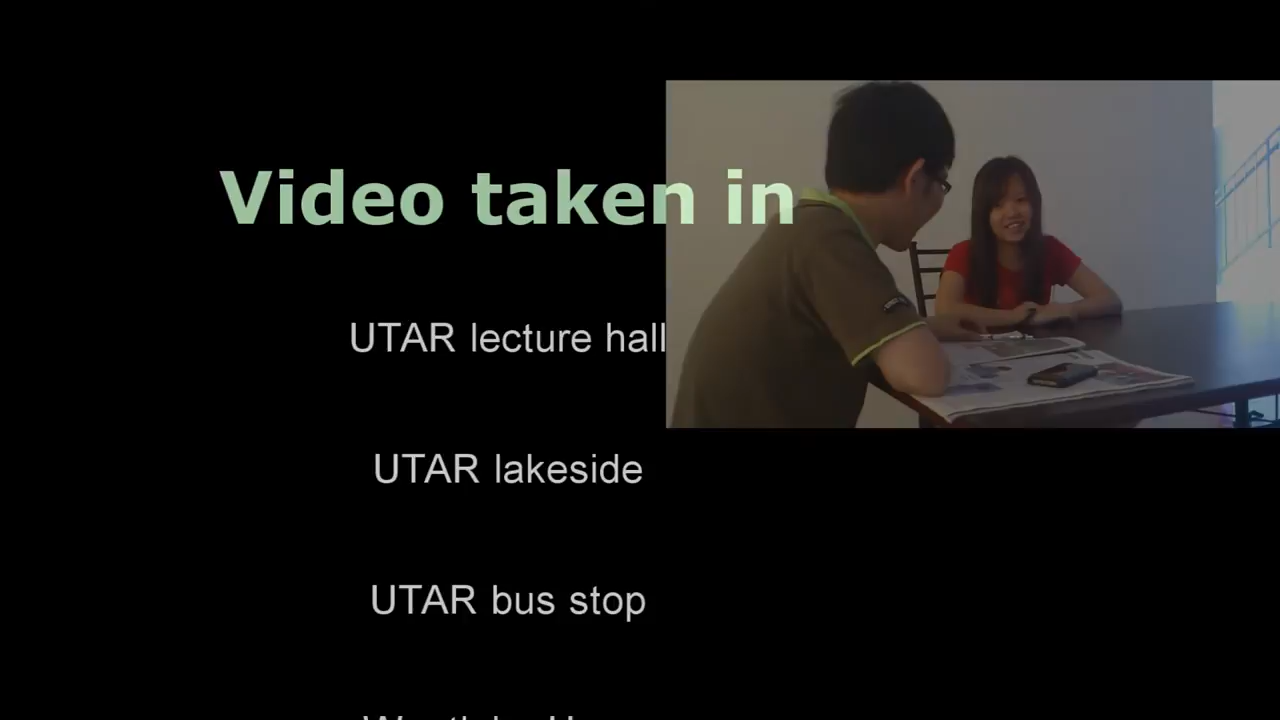 Video taken in
UTAR lecture hall
UTAR lakeside
UTAR bus stop